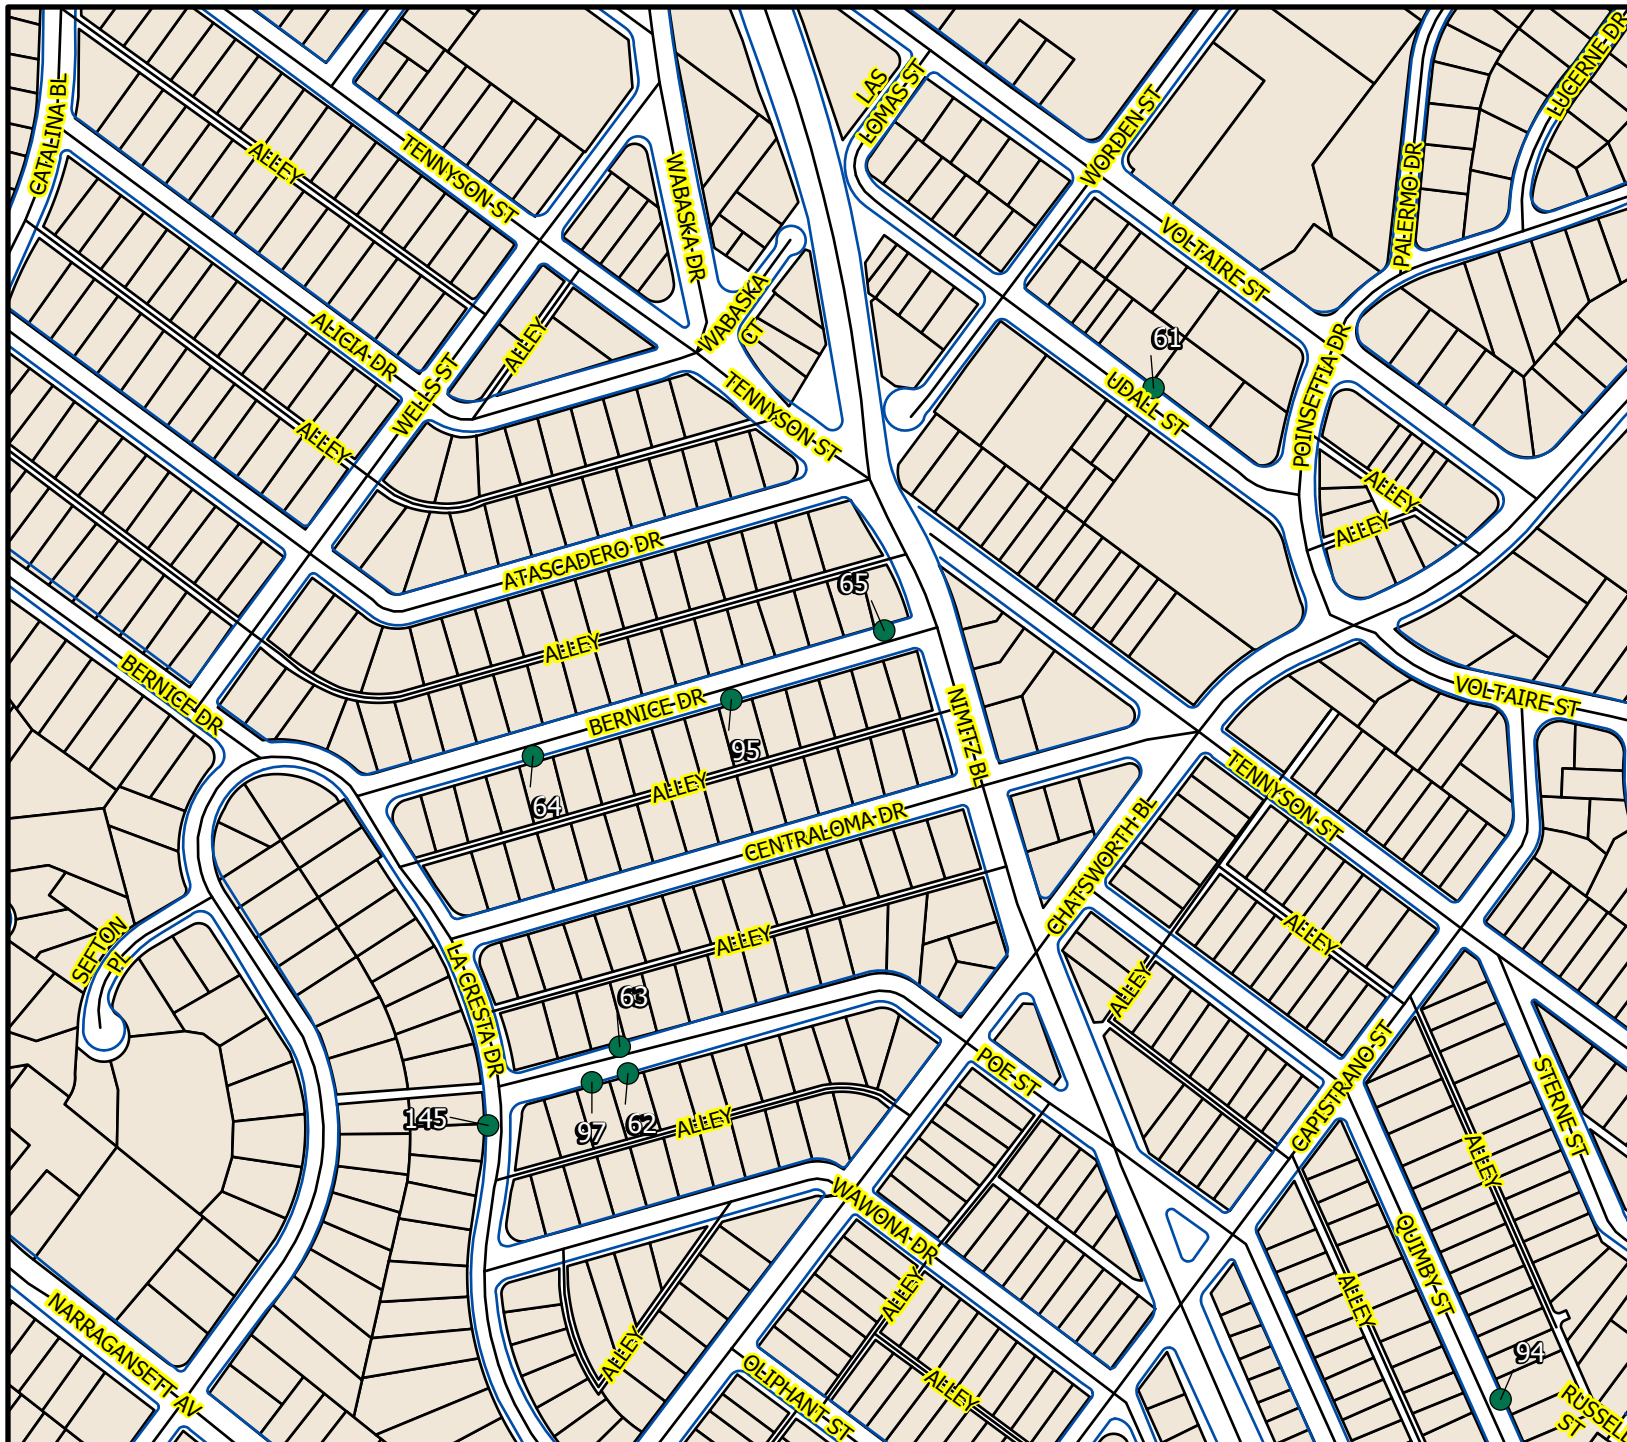 LUCERNE DR
CATALINA BL
LAS
LOMAS ST
WORDEN ST
ALLEY
TENNYSON ST
WABASKA DR
PALERMO DR
VOLTAIRE ST
WABASKA
CT
ALICIA DR
ALLEY
61
POINSETTIA DR
WELLS ST
UDALL ST
TENNYSON ST
ALLEY
ALLEY
ALLEY
ATASCADERO DR
65
ALLEY
BERNICE DR
BERNICE DR
95
64
ALLEY
NIMITZ BL
VOLTAIRE ST
TENNYSON ST
CENTRALOMA DR
CHATSWORTH BL
SEFTON
PL
LA CRESTA DR
ALLEY
ALLEY
ALLEY
63
POE ST
145
97
62
ALLEY
CAPISTRANO ST
STERNE ST
ALLEY
WAWONA DR
QUIMBY ST
ALLEY
ALLEY
NARRAGANSETT AV
ALLEY
OLIPHANT ST
ALLEY
94
RUSSELL
ST